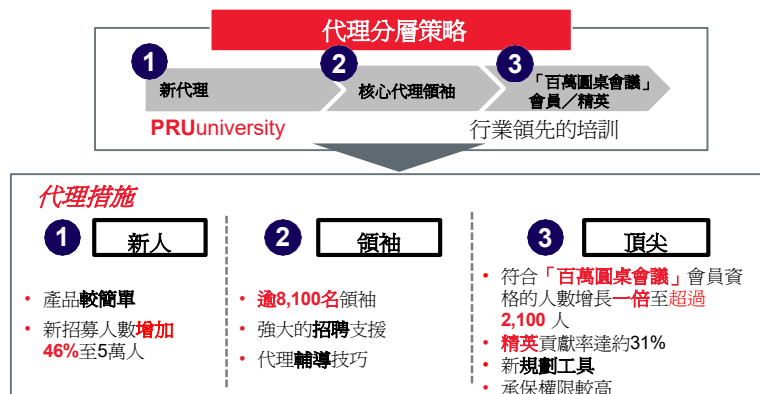 代理分層策略
1
新代理
2
核心代理領袖
3
「百萬圓桌會議」
會員／精英
PRUuniversity
行業領先的培訓
代理措施
1
新人
• 產品較簡單
• 新招募人數增加
46%至5萬人
2
領袖
• 逾8,100名領袖
• 強大的招聘支援
• 代理輔導技巧
3
頂尖
• 符合「百萬圓桌會議」會員資
格的人數增長一倍至超過
2,100 人
• 精英貢獻率達約31%
• 新規劃工具
• 承保權限較高